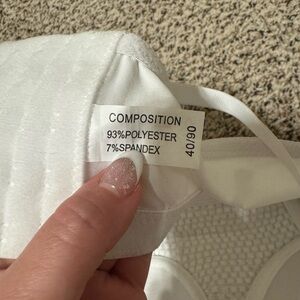 COMPOSITION
93%POLYESTER
7%SPANDEX
40/90